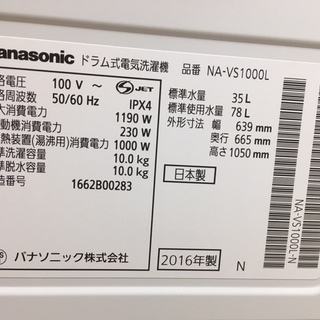 Panasonic ドラム式電気洗濯機 品番 NA-VS1000L
格電圧 100 V
格周波数 50/60 Hz
JET
IPX4
大消費電力 1190 W
動機消費電力 230 W
熱装置(湯沸用)消費電力 1000 W
準洗濯容量 10.0 kg
準脱水容量 10.0 kg
造番号 1662B00283
標準水量 35 L
標準使用水量 78 L
外形寸法 幅 639 mm
奥行 665 mm
高さ 1050 mm
日本製
パナソニック株式会社
2016年製
N
NA-VS1000L-N